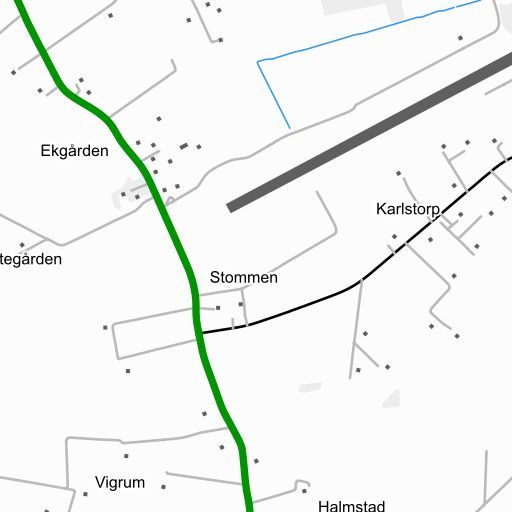 Ekgården
Karlstorp
tegården
Stommen
Vigrum
Halmstad